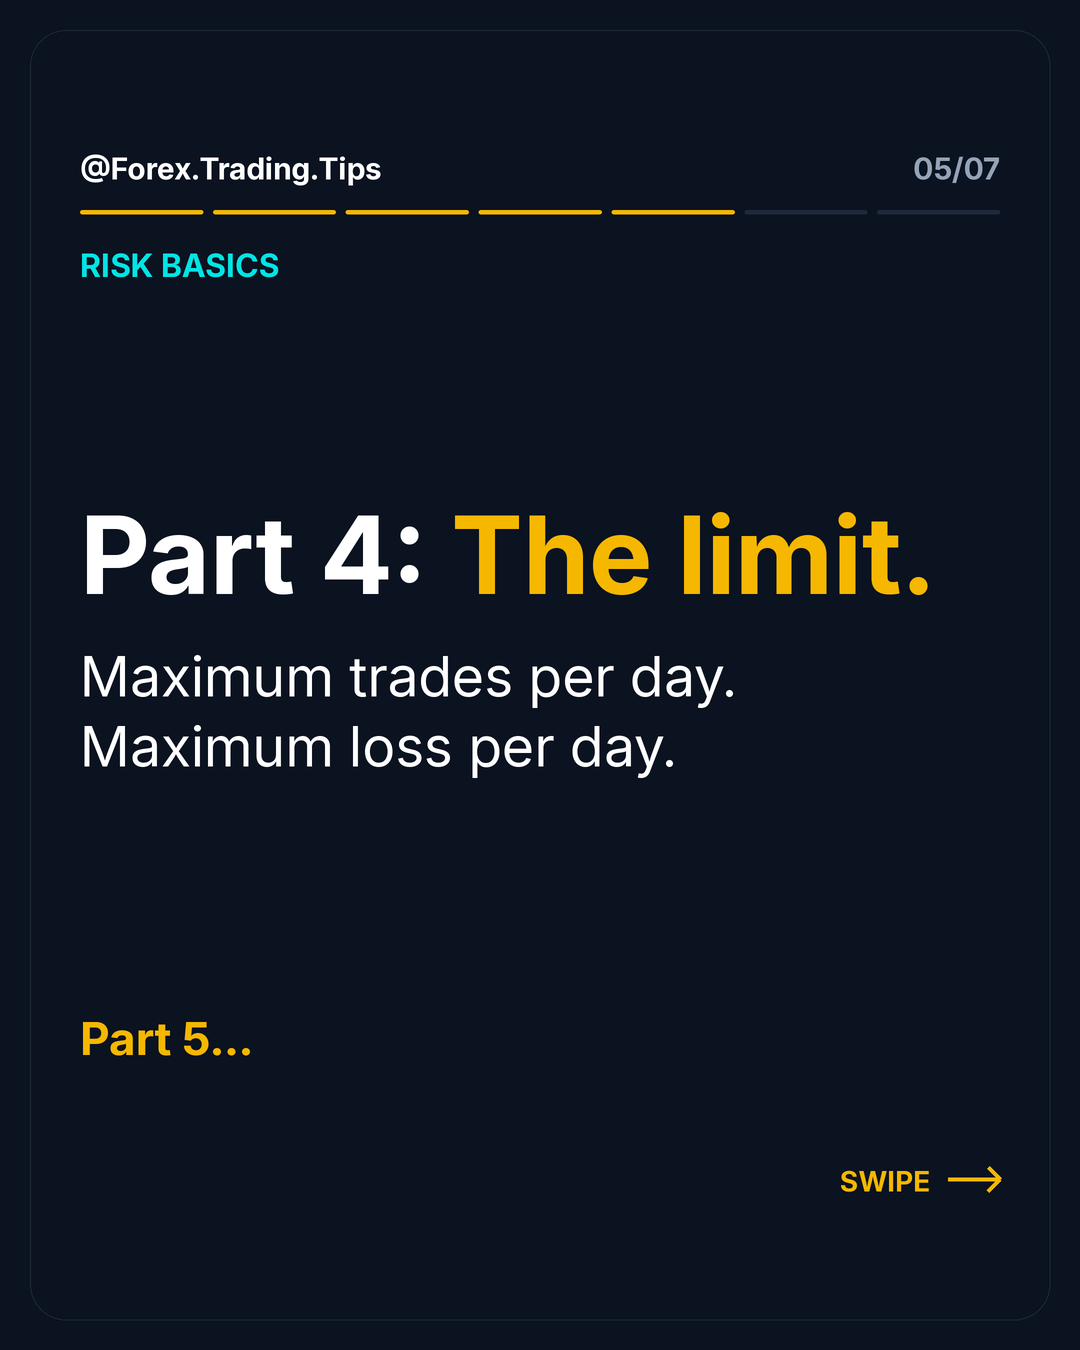 @Forex.Trading.Tips
05/07
RISK BASICS
Part 4: The limit.
Maximum trades per day.
Maximum loss per day.
Part 5...
SWIPE